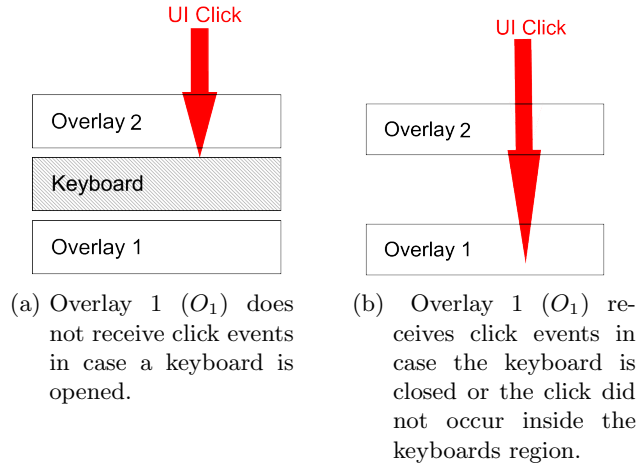 UI Click
Overlay 2
Keyboard
Overlay 1
(a) Overlay 1 (O₁) does
not receive click events
in case a keyboard is
opened.
UI Click
Overlay 2
Overlay 1
(b) Overlay 1 (O₁) re-
ceives click events in
case the keyboard is
closed or the click did
not occur inside the
keyboards region.